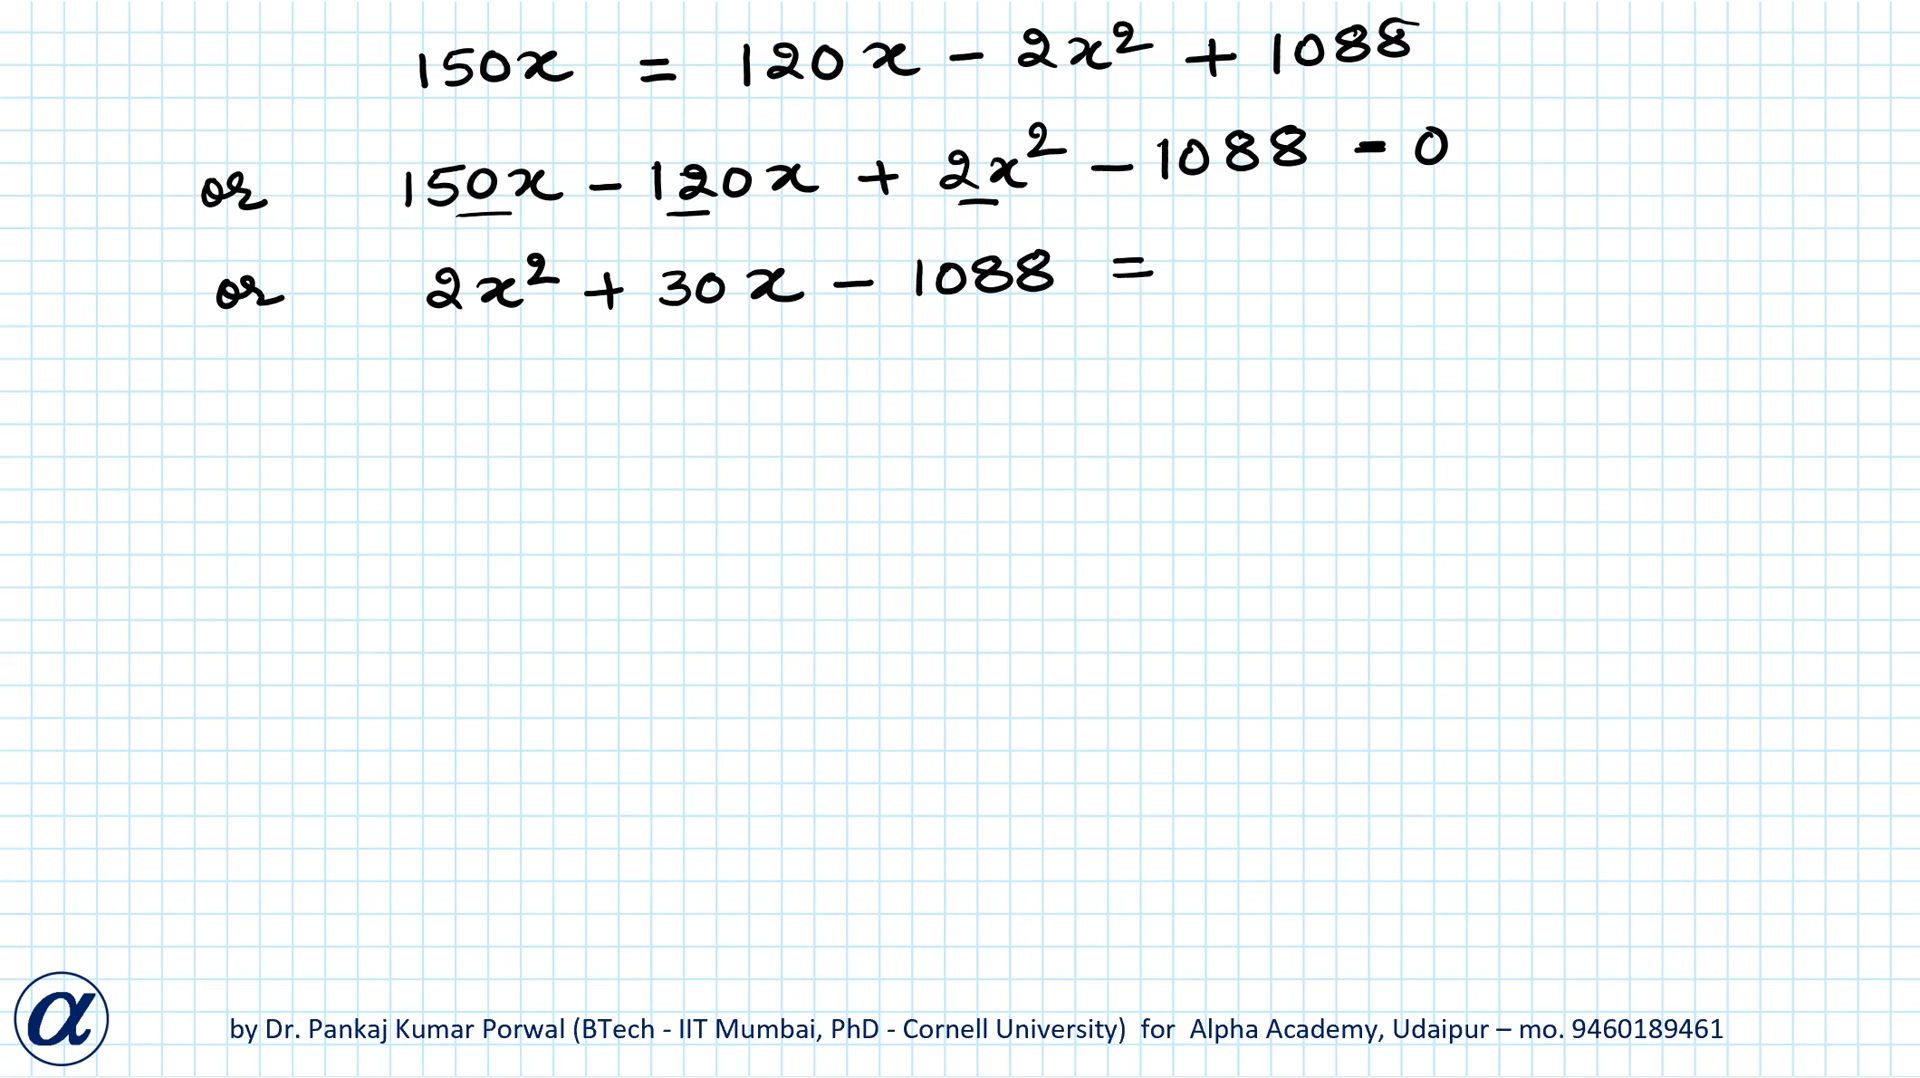 150x = 120x - 2x² + 1088
or 150x - 120x + 2x² - 1088 = 0
or 2x² + 30x - 1088 =
α
by Dr. Pankaj Kumar Porwal (BTech - IIT Mumbai, PhD - Cornell University) for Alpha Academy, Udaipur – mo. 9460189461